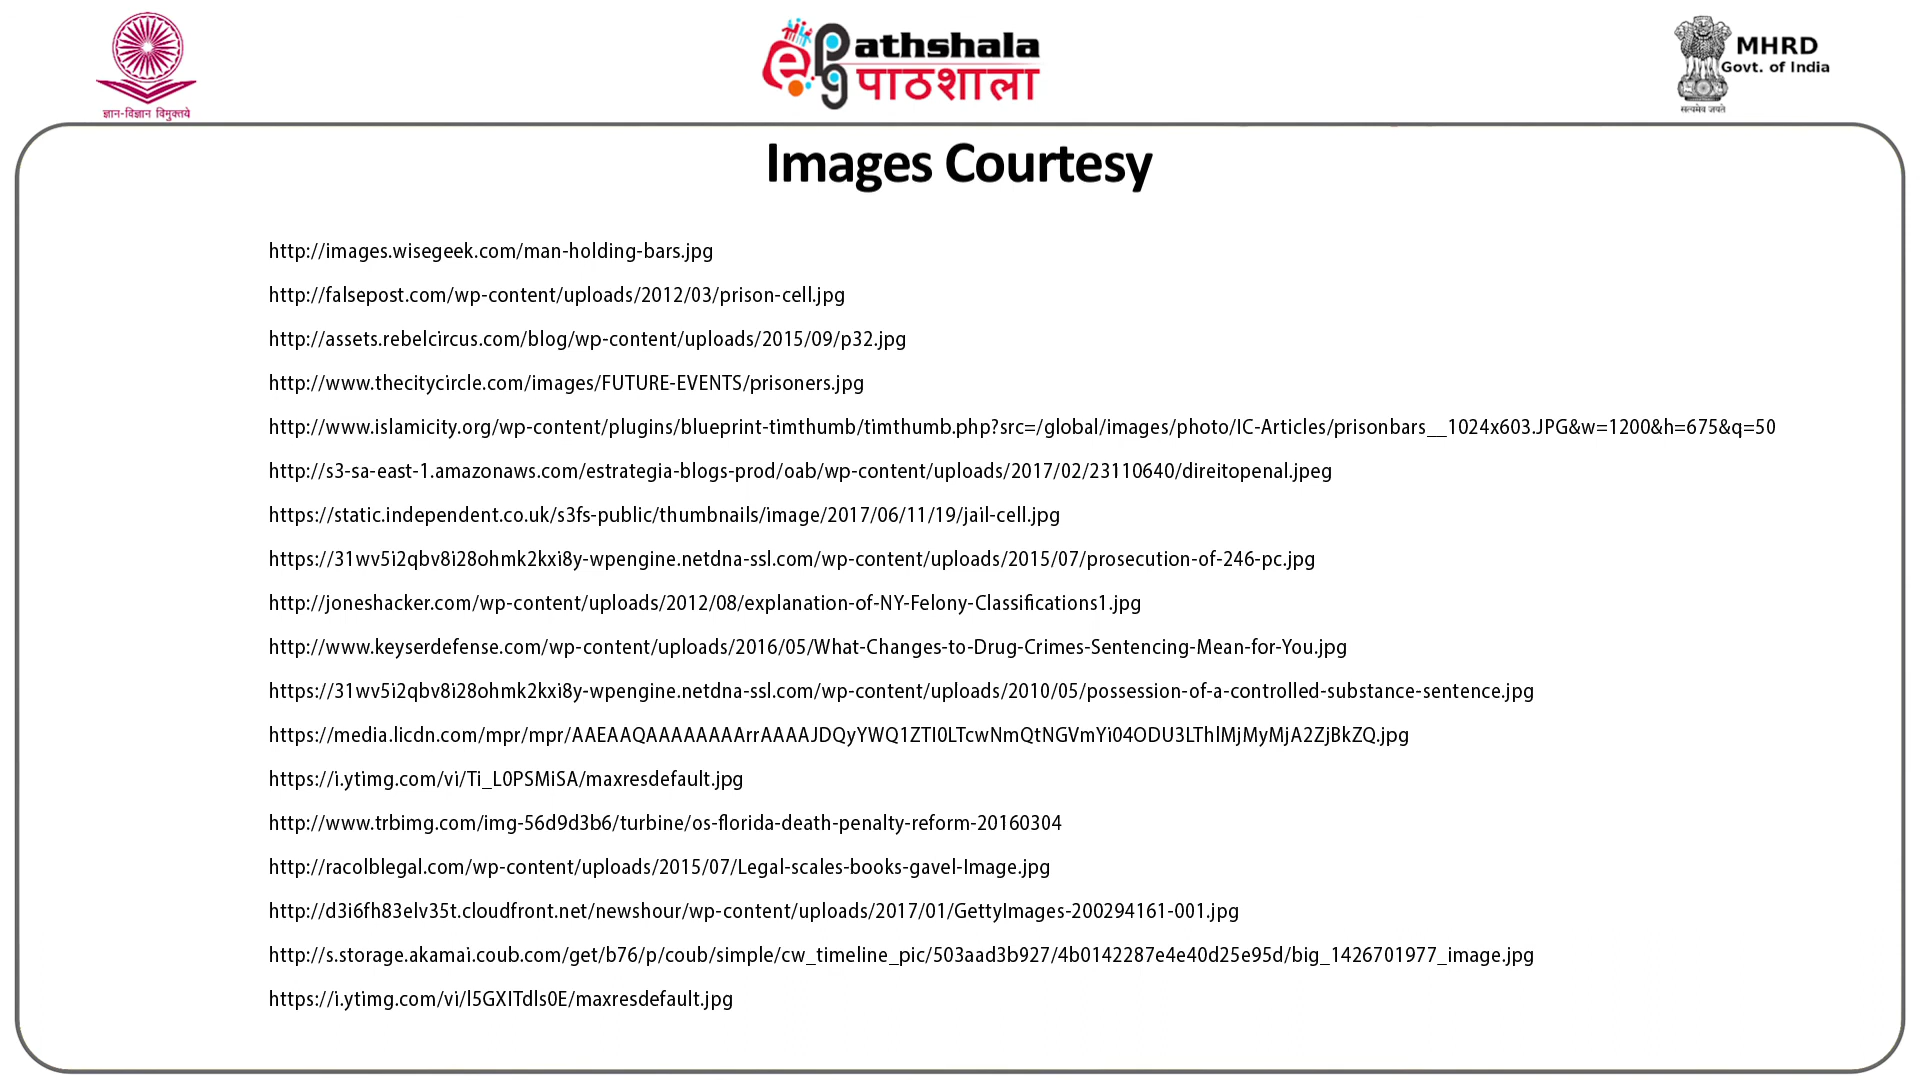 ज्ञान-विज्ञान विमुक्तये
ePG Pathshala
पाठशाला
MHRD
Govt. of India
सत्यमेव जयते
Images Courtesy
http://images.wisegeek.com/man-holding-bars.jpg
http://falsepost.com/wp-content/uploads/2012/03/prison-cell.jpg
http://assets.rebelcircus.com/blog/wp-content/uploads/2015/09/p32.jpg
http://www.thecitycircle.com/images/FUTURE-EVENTS/prisoners.jpg
http://www.islamicity.org/wp-content/plugins/blueprint-timthumb/timthumb.php?src=/global/images/photo/IC-Articles/prisonbars__1024x603.JPG&w=1200&h=675&q=50
http://s3-sa-east-1.amazonaws.com/estrategia-blogs-prod/oab/wp-content/uploads/2017/02/23110640/direitopenal.jpeg
https://static.independent.co.uk/s3fs-public/thumbnails/image/2017/06/11/19/jail-cell.jpg
https://31wv5i2qbv8i28ohmk2kxi8y-wpengine.netdna-ssl.com/wp-content/uploads/2015/07/prosecution-of-246-pc.jpg
http://joneshacker.com/wp-content/uploads/2012/08/explanation-of-NY-Felony-Classifications1.jpg
http://www.keyserdefense.com/wp-content/uploads/2016/05/What-Changes-to-Drug-Crimes-Sentencing-Mean-for-You.jpg
https://31wv5i2qbv8i28ohmk2kxi8y-wpengine.netdna-ssl.com/wp-content/uploads/2010/05/possession-of-a-controlled-substance-sentence.jpg
https://media.licdn.com/mpr/mpr/AAEAAQAAAAAAAArrAAAAJDQyYWQ1ZTI0LTcwNmQtNGVmYi04ODU3LThlMjMyMjA2ZjBkZQ.jpg
https://i.ytimg.com/vi/Ti_L0PSMiSA/maxresdefault.jpg
http://www.trbimg.com/img-56d9d3b6/turbine/os-florida-death-penalty-reform-20160304
http://racolblegal.com/wp-content/uploads/2015/07/Legal-scales-books-gavel-Image.jpg
http://d3i6fh83elv35t.cloudfront.net/newshour/wp-content/uploads/2017/01/GettyImages-200294161-001.jpg
http://s.storage.akamai.coub.com/get/b76/p/coub/simple/cw_timeline_pic/503aad3b927/4b0142287e4e40d25e95d/big_1426701977_image.jpg
https://i.ytimg.com/vi/l5GXITdls0E/maxresdefault.jpg